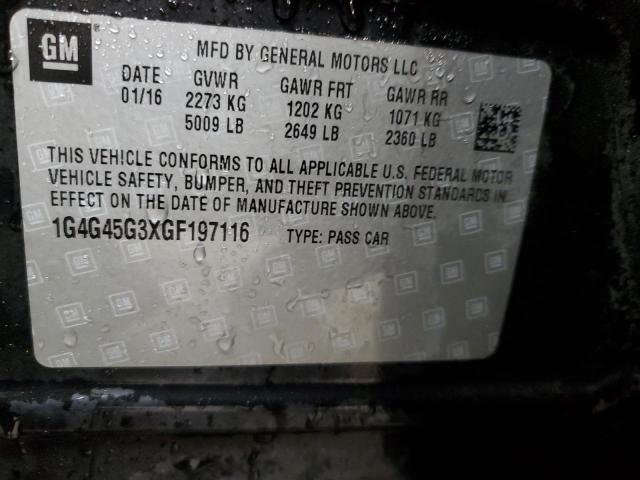 GM
MFD BY GENERAL MOTORS LLC
DATE GVWR GAWR FRT GAWR RR
01/16 2273 KG 1202 KG 1071 KG
5009 LB 2649 LB 2360 LB
THIS VEHICLE CONFORMS TO ALL APPLICABLE U.S. FEDERAL MOTOR
VEHICLE SAFETY, BUMPER, AND THEFT PREVENTION STANDARDS IN
EFFECT ON THE DATE OF MANUFACTURE SHOWN ABOVE.
1G4G45G3XGF197116 TYPE: PASS CAR